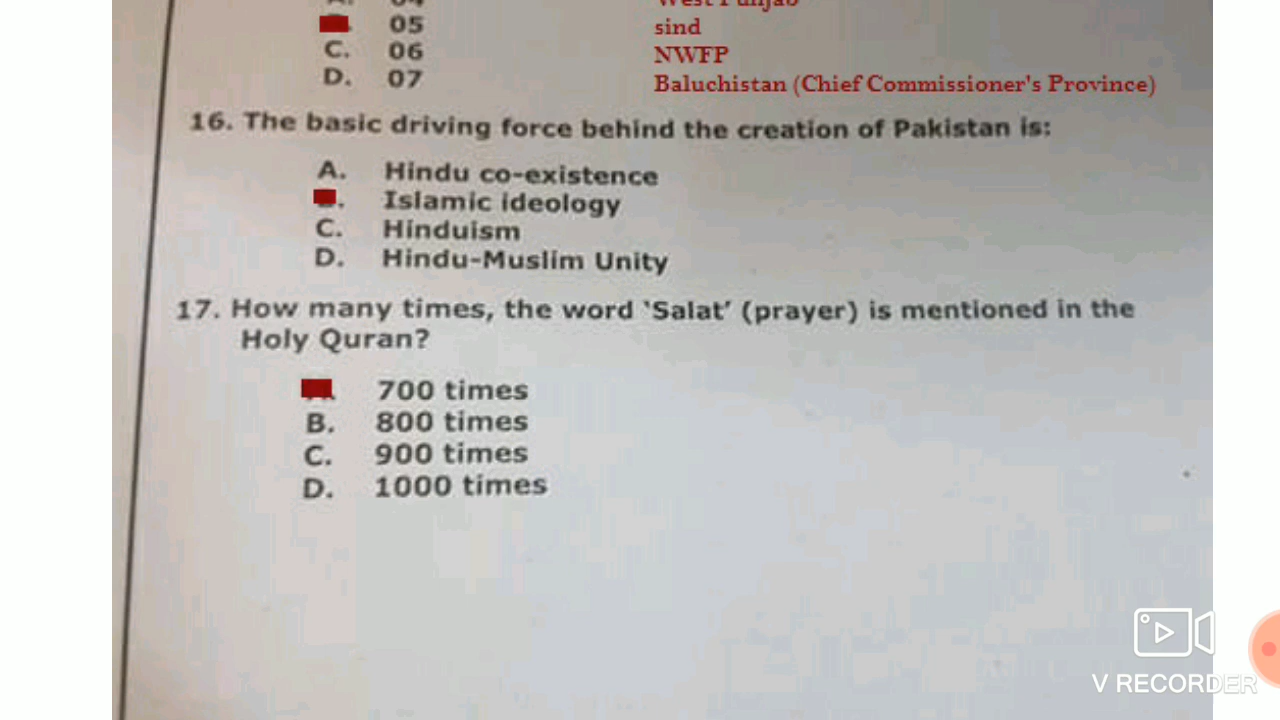 05
sind
C. 06
NWFP
D. 07
Baluchistan (Chief Commissioner's Province)
16. The basic driving force behind the creation of Pakistan is:
A. Hindu co-existence
Islamic ideology
C. Hinduism
D. Hindu-Muslim Unity
17. How many times, the word ‘Salat’ (prayer) is mentioned in the
Holy Quran?
700 times
B. 800 times
C. 900 times
D. 1000 times
V RECORDER